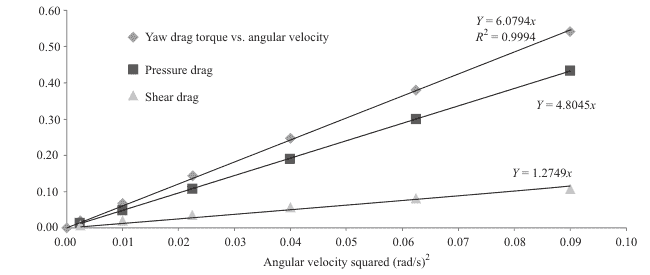 0.60
Y = 6.0794x
R² = 0.9994
Yaw drag torque vs. angular velocity
0.50
Pressure drag
0.40
Shear drag
Y = 4.8045x
0.30
0.20
Y = 1.2749x
0.10
0.00
0.00 0.01 0.02 0.03 0.04 0.05 0.06 0.07 0.08 0.09 0.10
Angular velocity squared (rad/s)²